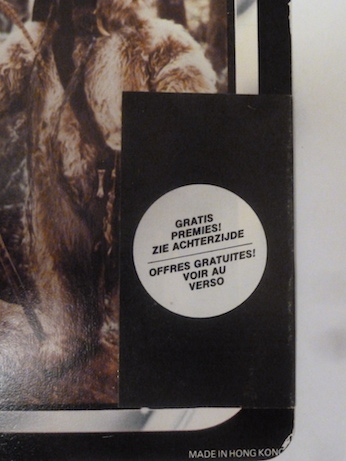 GRATIS
PREMIES!
ZIE ACHTERZIJDE
OFFRES GRATUITES!
VOIR AU
VERSO
MADE IN HONG KONG